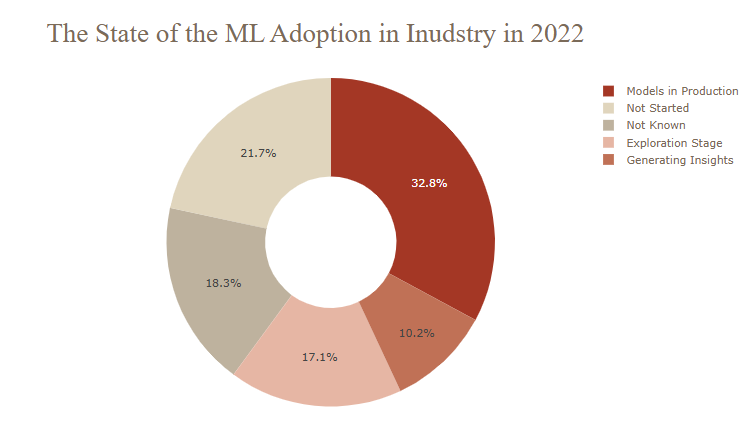 The State of the ML Adoption in Inudstry in 2022
Models in Production
Not Started
Not Known
Exploration Stage
Generating Insights
21.7%
32.8%
18.3%
10.2%
17.1%